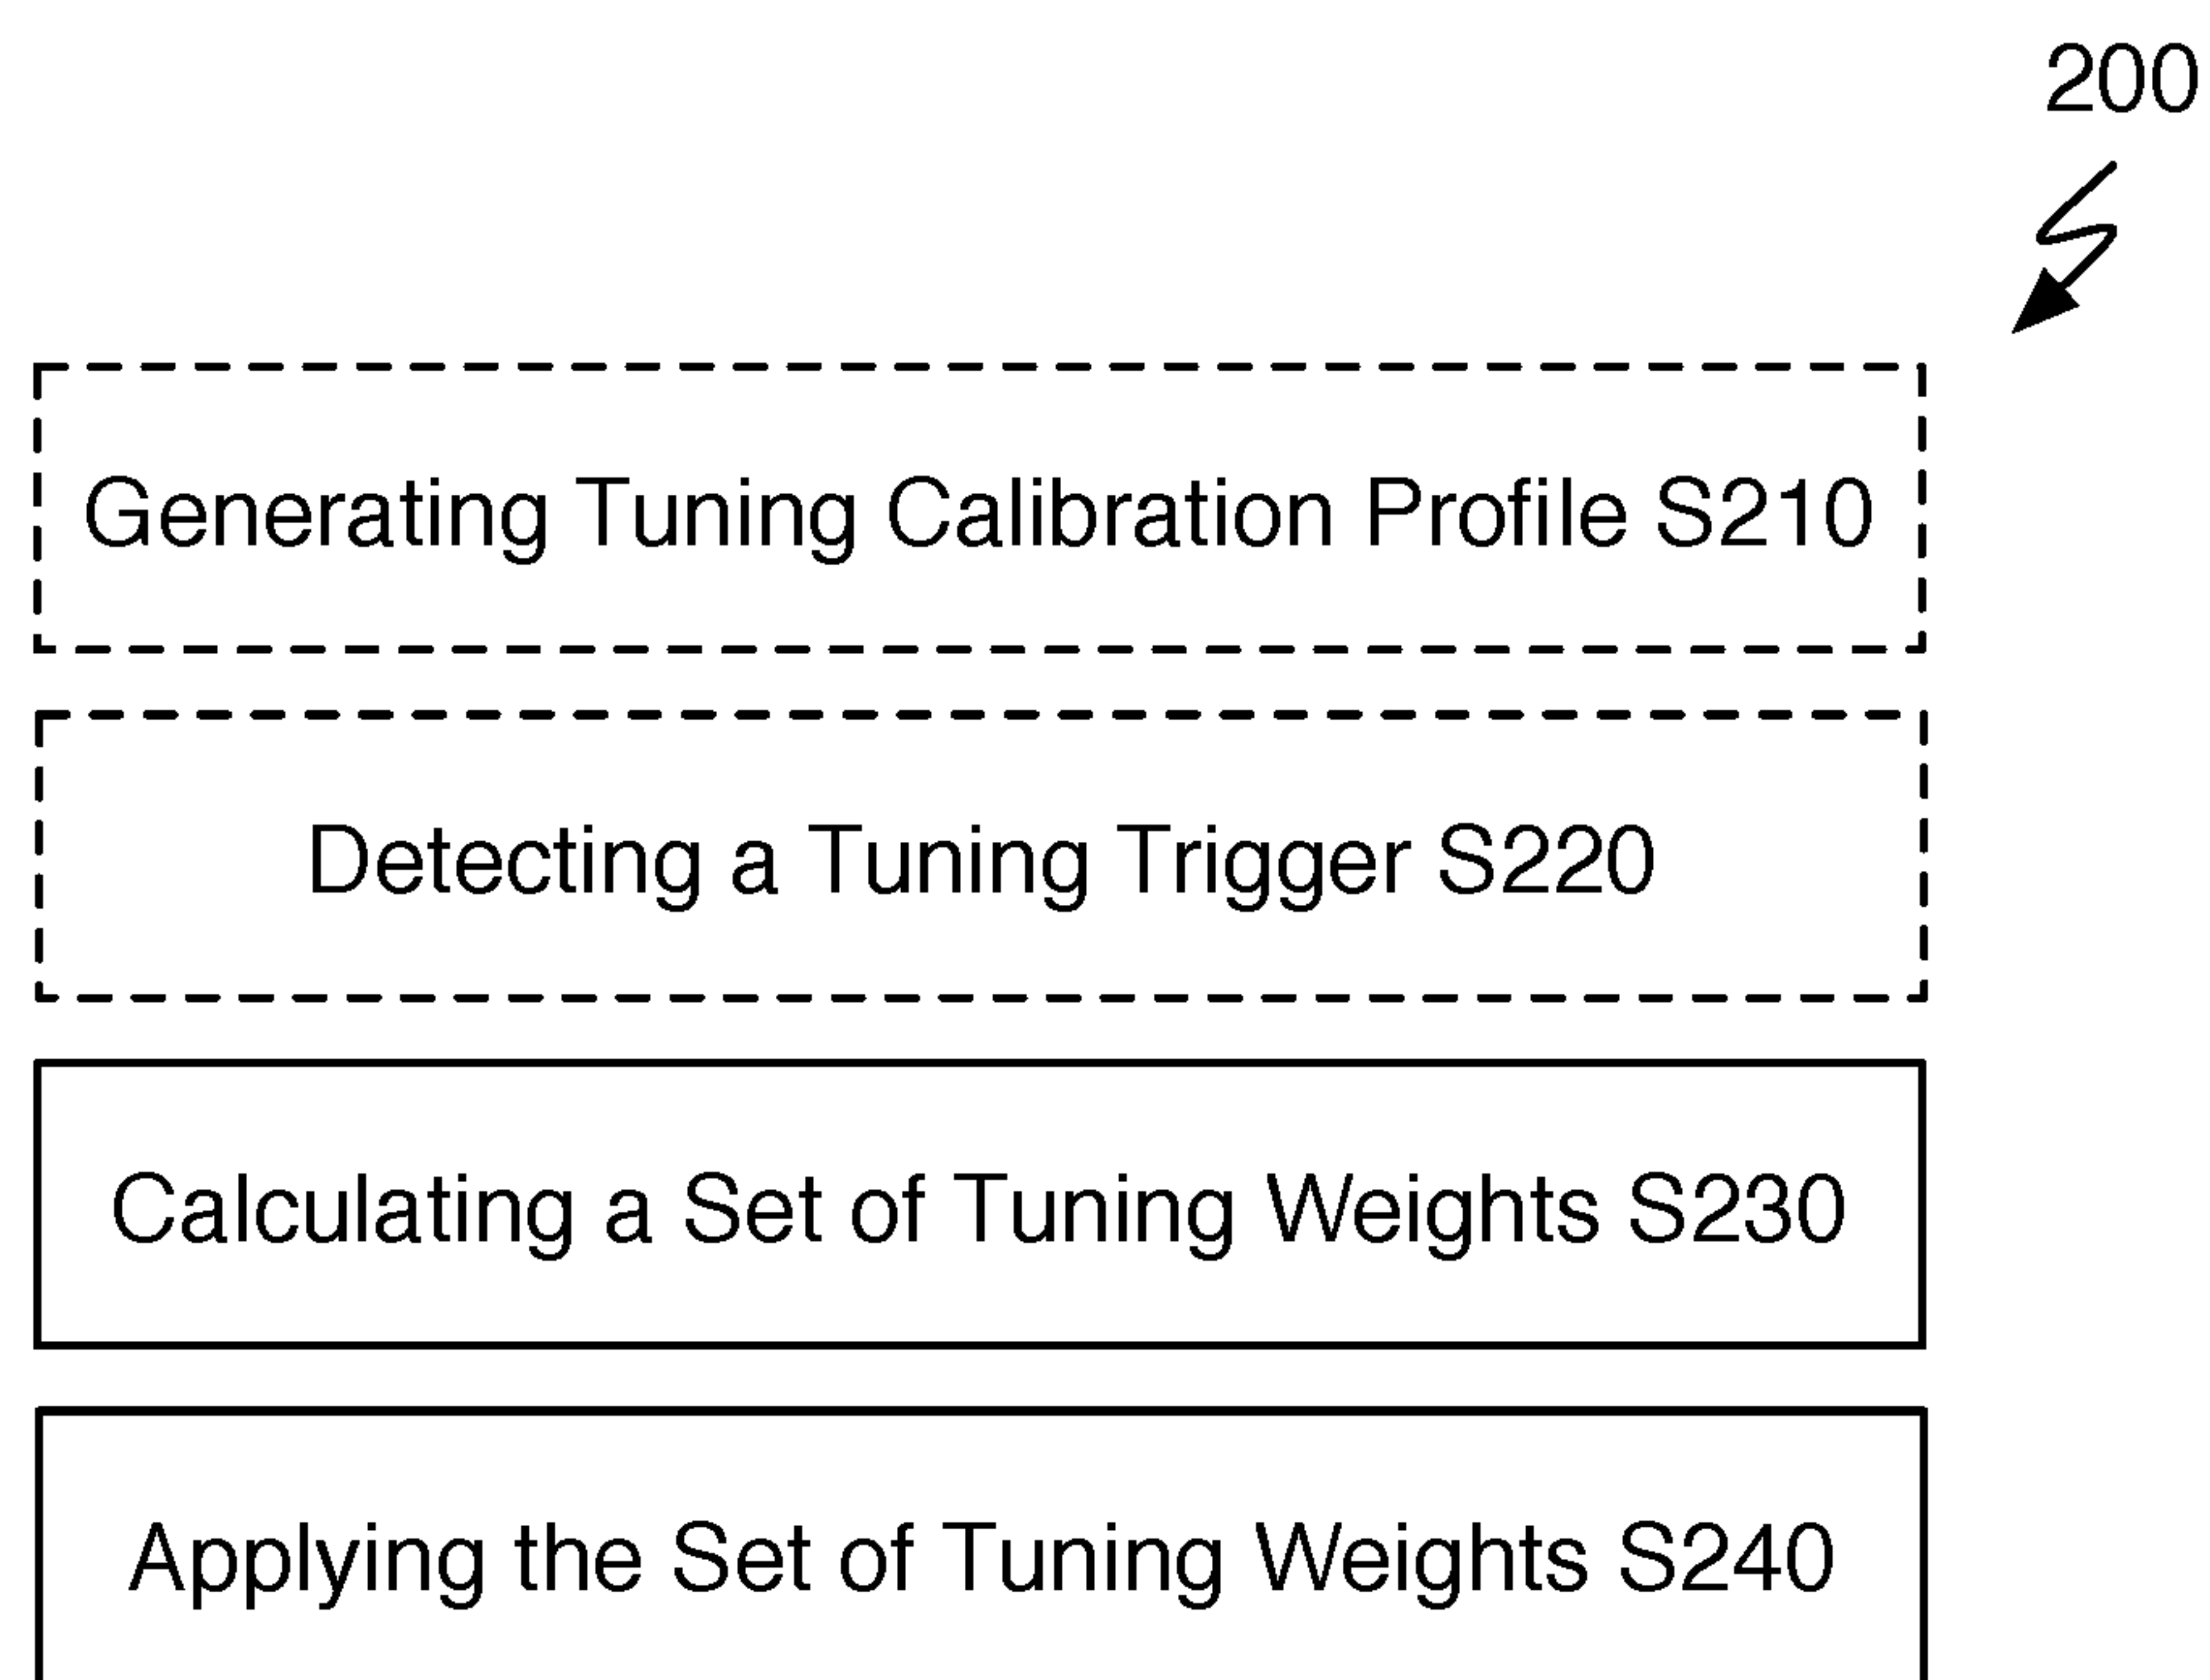 200
Generating Tuning Calibration Profile S210
Detecting a Tuning Trigger S220
Calculating a Set of Tuning Weights S230
Applying the Set of Tuning Weights S240